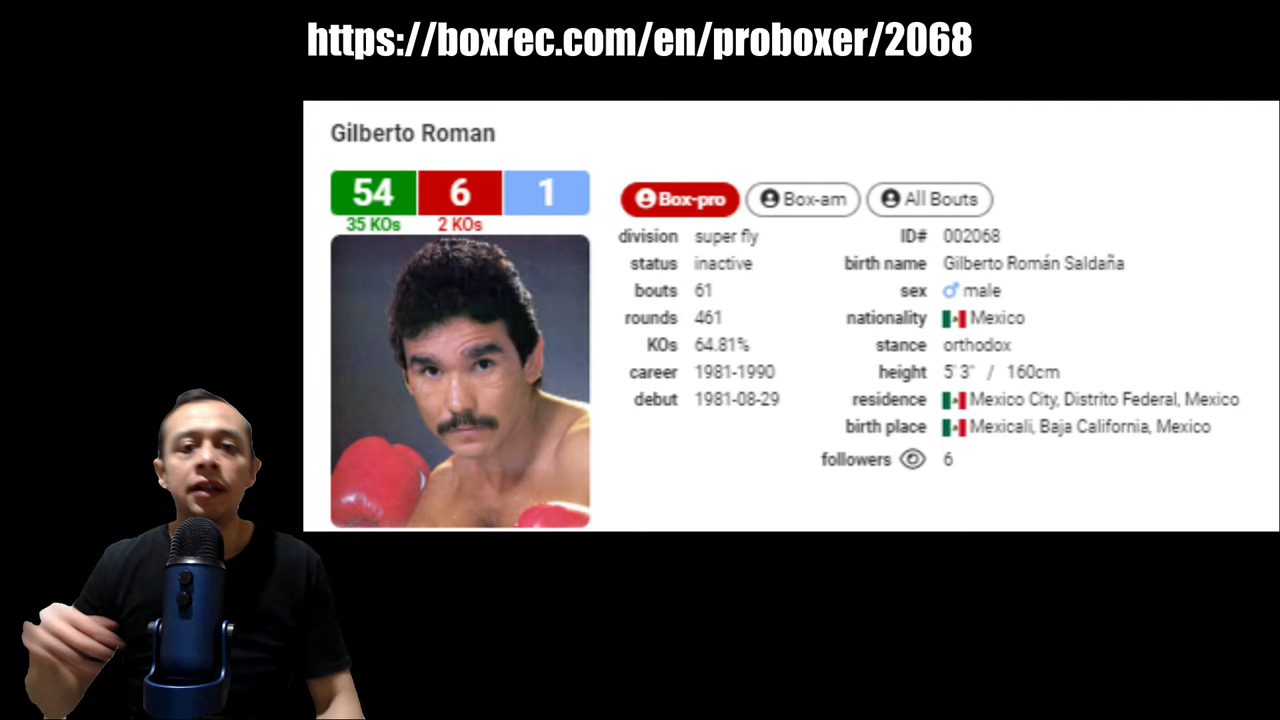 https://boxrec.com/en/proboxer/2068
Gilberto Roman
54 6 1
35 KOs 2 KOs
Box-pro Box-am All Bouts
division super fly ID# 002068
status inactive birth name Gilberto Román Saldaña
bouts 61 sex male
rounds 461 nationality Mexico
KOs 64.81% stance orthodox
career 1981-1990 height 5' 3" / 160cm
debut 1981-08-29 residence Mexico City, Distrito Federal, Mexico
birth place Mexicali, Baja California, Mexico
followers 6